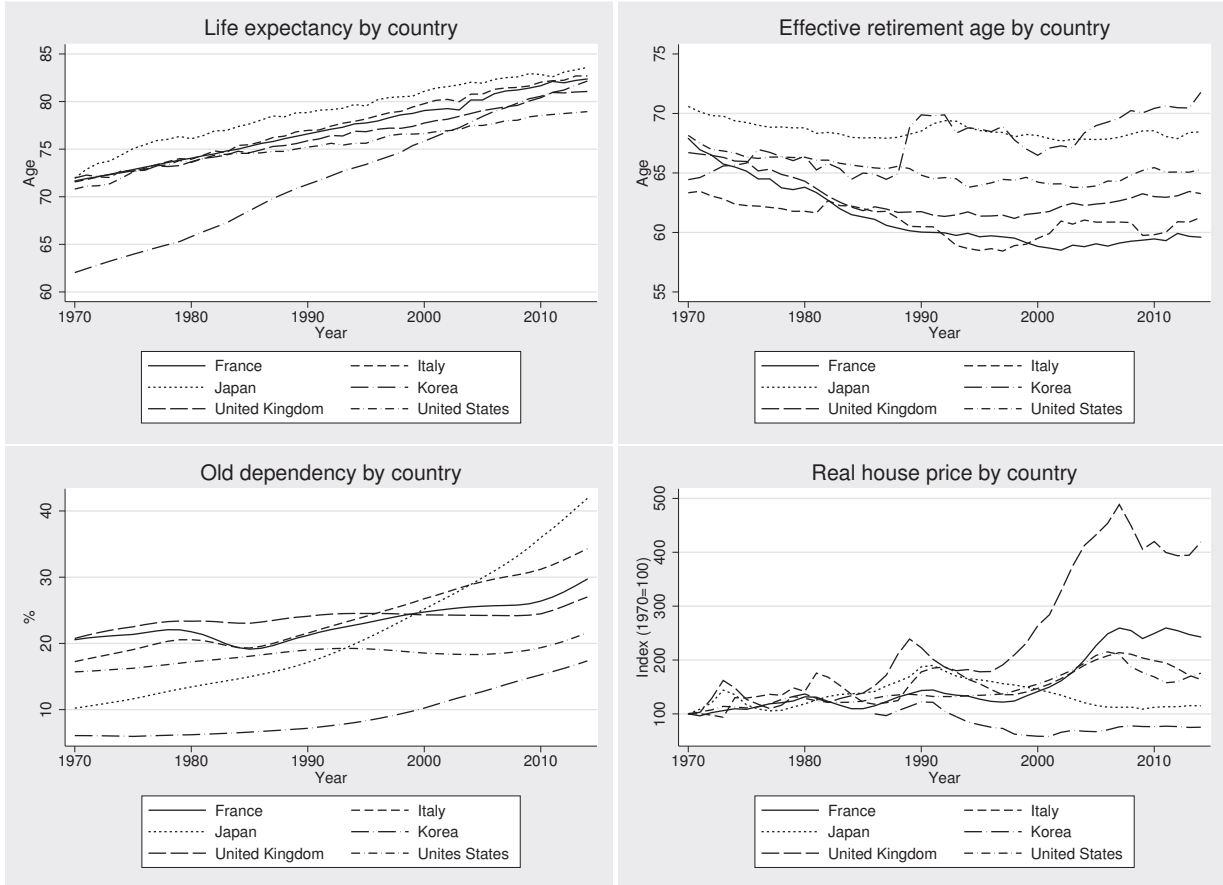 Life expectancy by country
85
80
75
70
65
60
Age
1970 1980 1990 2000 2010
Year
France Italy
Japan Korea
United Kingdom United States
Effective retirement age by country
75
70
65
60
55
Age
1970 1980 1990 2000 2010
Year
France Italy
Japan Korea
United Kingdom United States
Old dependency by country
40
30
20
10
%
1970 1980 1990 2000 2010
Year
France Italy
Japan Korea
United Kingdom Unites States
Real house price by country
500
400
300
200
100
Index (1970=100)
1970 1980 1990 2000 2010
Year
France Italy
Japan Korea
United Kingdom United States